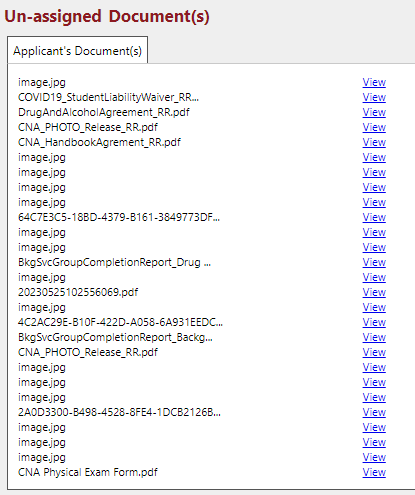 Un-assigned Document(s)
Applicant's Document(s)
image.jpg View
COVID19_StudentLiabilityWaiver_RR... View
DrugAndAlcoholAgreement_RR.pdf View
CNA_PHOTO_Release_RR.pdf View
CNA_HandbookAgrement_RR.pdf View
image.jpg View
image.jpg View
image.jpg View
image.jpg View
64C7E3C5-18BD-4379-B161-3849773DF... View
image.jpg View
image.jpg View
BkgSvcGroupCompletionReport_Drug ... View
image.jpg View
20230525102556069.pdf View
image.jpg View
4C2AC29E-B10F-422D-A058-6A931EEDC... View
BkgSvcGroupCompletionReport_Backg... View
CNA_PHOTO_Release_RR.pdf View
image.jpg View
image.jpg View
image.jpg View
2A0D3300-B498-4528-8FE4-1DCB2126B... View
image.jpg View
image.jpg View
image.jpg View
CNA Physical Exam Form.pdf View